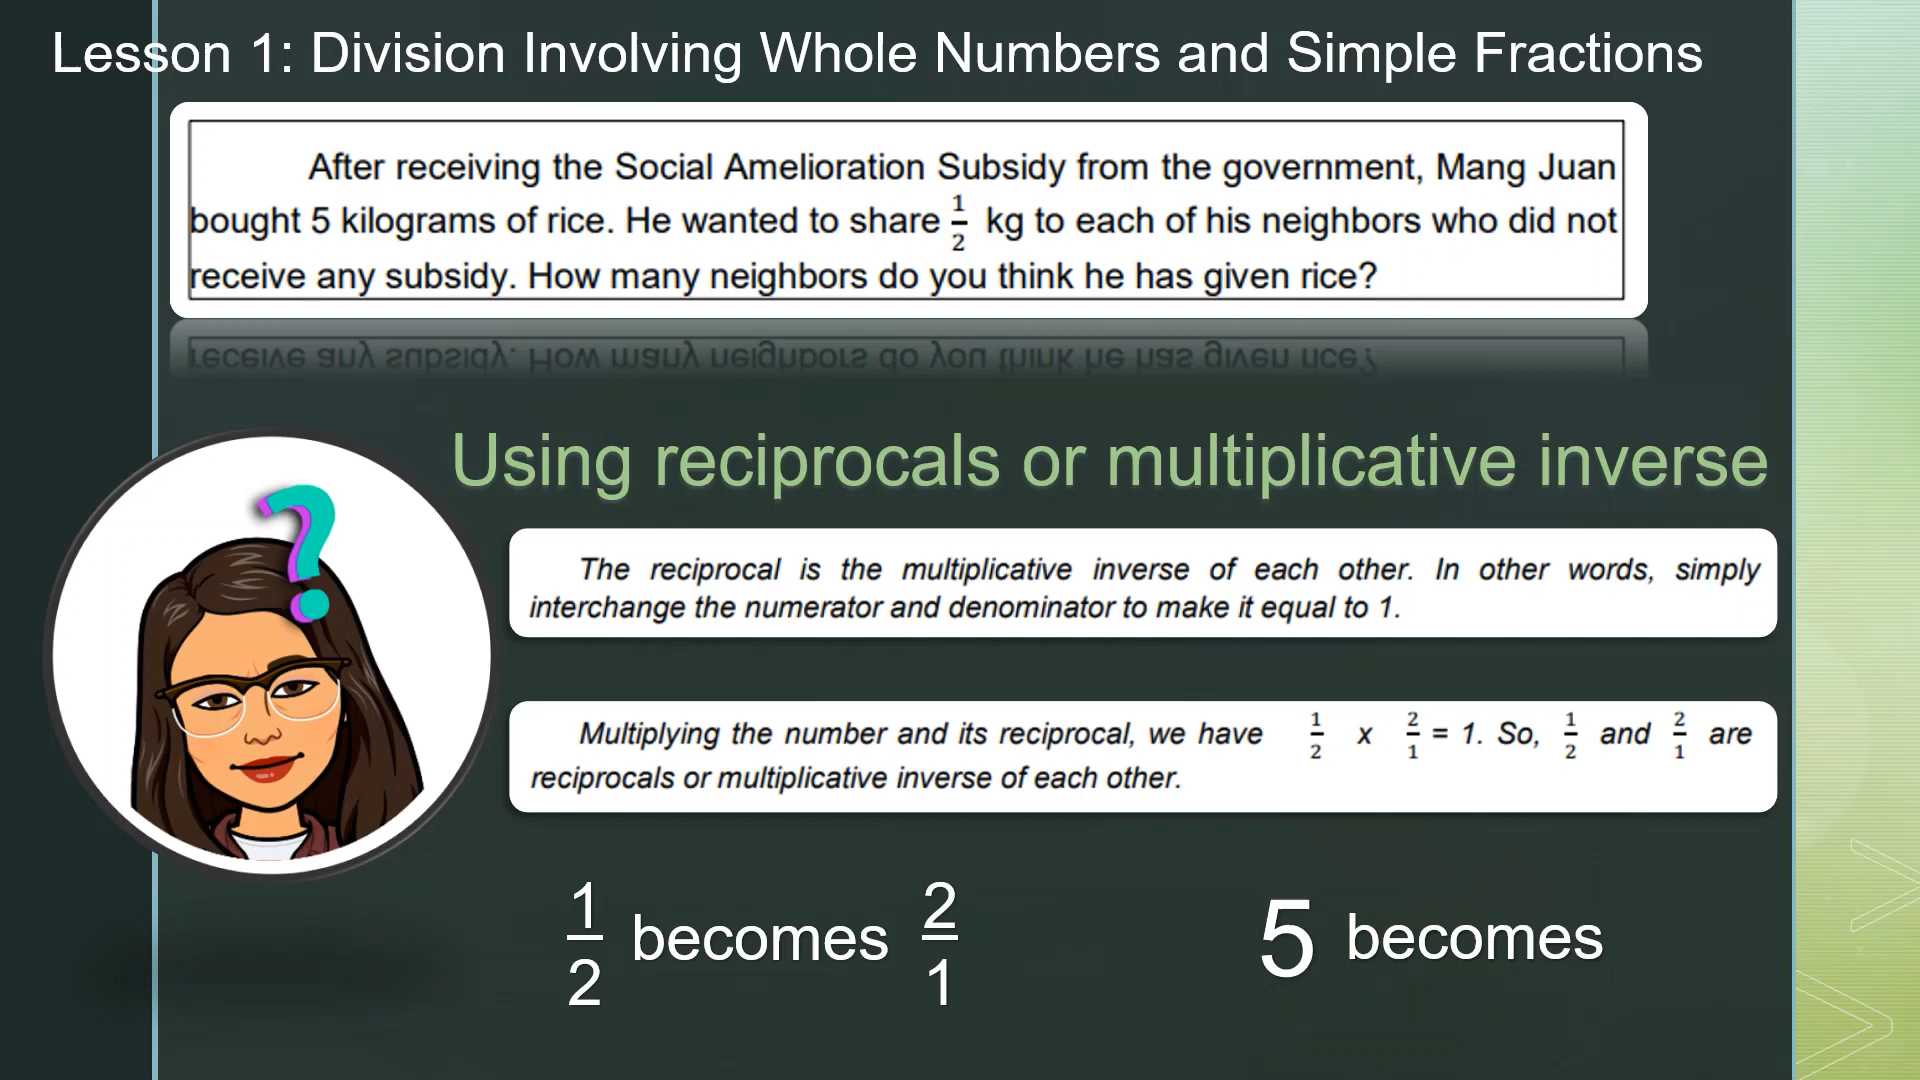 Lesson 1: Division Involving Whole Numbers and Simple Fractions
After receiving the Social Amelioration Subsidy from the government, Mang Juan
bought 5 kilograms of rice. He wanted to share 1/2 kg to each of his neighbors who did not
receive any subsidy. How many neighbors do you think he has given rice?
Using reciprocals or multiplicative inverse
The reciprocal is the multiplicative inverse of each other. In other words, simply
interchange the numerator and denominator to make it equal to 1.
Multiplying the number and its reciprocal, we have 1/2 x 2/1 = 1. So, 1/2 and 2/1 are
reciprocals or multiplicative inverse of each other.
1/2 becomes 2/1
5 becomes